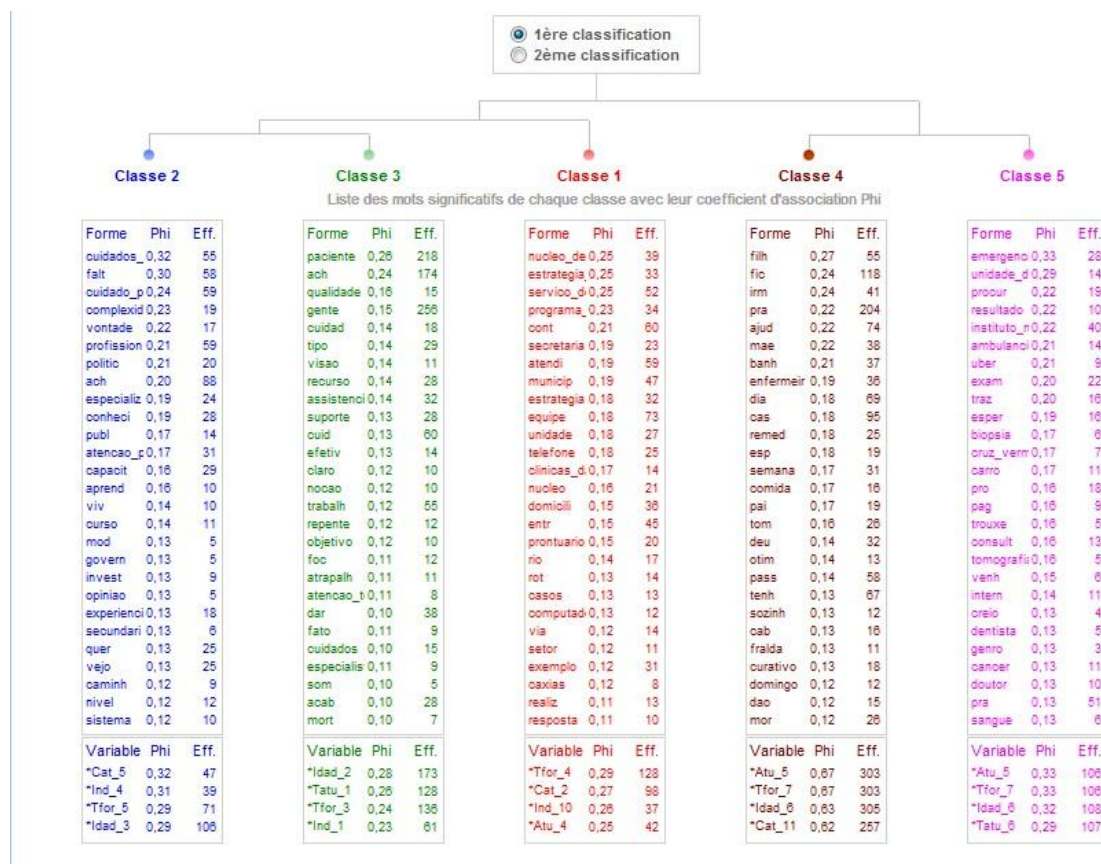 1ère classification
2ème classification
Classe 2
Classe 3
Classe 1
Classe 4
Classe 5
Liste des mots significatifs de chaque classe avec leur coefficient d'association Phi
Forme Phi Eff.
cuidados_ 0,32 55
falt 0,30 58
cuidado_p 0,24 59
complexid 0,23 19
vontade 0,22 17
profission 0,21 59
politic 0,21 20
ach 0,20 88
especializ 0,19 24
conheci 0,19 28
publ 0,17 14
atencao_p 0,17 31
capacit 0,16 29
aprend 0,16 10
viv 0,14 10
curso 0,14 11
mod 0,13 5
govern 0,13 5
invest 0,13 9
opiniao 0,13 5
experienci 0,13 18
secundari 0,13 6
quer 0,13 25
vejo 0,13 25
caminh 0,12 9
nivel 0,12 12
sistema 0,12 10
Variable Phi Eff.
*Cat_5 0,32 47
*Ind_4 0,31 39
*Tfor_5 0,29 71
*Idad_3 0,29 106
Forme Phi Eff.
paciente 0,26 218
ach 0,24 174
qualidade 0,16 15
gente 0,15 256
cuidad 0,14 18
tipo 0,14 29
visao 0,14 11
recurso 0,14 28
assistenci 0,14 32
suporte 0,13 28
cuid 0,13 60
efetiv 0,13 14
claro 0,12 10
nocao 0,12 10
trabalh 0,12 55
repente 0,12 12
objetivo 0,12 10
foc 0,11 12
atrapalh 0,11 11
atencao_t 0,11 8
dar 0,10 38
fato 0,11 9
cuidados 0,10 15
especialis 0,11 9
som 0,10 5
acab 0,10 28
mort 0,10 7
Variable Phi Eff.
*Idad_2 0,28 173
*Tatu_1 0,26 128
*Tfor_3 0,24 136
*Ind_1 0,23 61
Forme Phi Eff.
nucleo_de 0,25 39
estrategia_ 0,25 33
servico_d 0,25 52
programa_ 0,23 34
cont 0,21 60
secretaria 0,19 23
atendi 0,19 59
municip 0,19 47
estrategia 0,18 32
equipe 0,18 73
unidade 0,18 27
telefone 0,18 25
clinicas_d 0,17 14
nucleo 0,16 21
domicili 0,15 36
entr 0,15 45
prontuario 0,15 20
rio 0,14 17
rot 0,13 14
casos 0,13 13
computad 0,13 12
via 0,12 14
setor 0,12 11
exemplo 0,12 31
caxias 0,12 8
realiz 0,11 13
resposta 0,11 10
Variable Phi Eff.
*Tfor_4 0,29 128
*Cat_2 0,27 98
*Ind_10 0,26 37
*Atu_4 0,25 42
Forme Phi Eff.
filh 0,27 55
fic 0,24 118
irm 0,24 41
pra 0,22 204
ajud 0,22 74
mae 0,22 38
banh 0,21 37
enfermeir 0,19 36
dia 0,18 69
cas 0,18 95
remed 0,18 25
esp 0,18 19
semana 0,17 31
comida 0,17 16
pai 0,17 19
tom 0,16 26
deu 0,14 32
otim 0,14 13
pass 0,14 58
tenh 0,13 67
sozinh 0,13 12
cab 0,13 16
fralda 0,13 11
curativo 0,13 18
domingo 0,12 12
dao 0,12 15
mor 0,12 26
Variable Phi Eff.
*Atu_5 0,67 303
*Tfor_7 0,67 303
*Idad_6 0,63 305
*Cat_11 0,62 257
Forme Phi Eff.
emergenc 0,33 28
unidade_d 0,29 14
procur 0,22 19
resultado 0,22 10
instituto_n 0,22 40
ambulanci 0,21 14
uber 0,21 9
exam 0,20 22
traz 0,20 16
esper 0,19 16
biopsia 0,17 6
cruz_verm 0,17 7
carro 0,17 11
pro 0,16 18
pag 0,16 9
trouxe 0,16 5
consult 0,16 13
tomografi 0,16 5
venh 0,15 6
intern 0,14 11
creio 0,13 4
dentista 0,13 5
genro 0,13 3
cancer 0,13 11
doutor 0,13 10
pra 0,13 51
sangue 0,13 6
Variable Phi Eff.
*Atu_5 0,33 106
*Tfor_7 0,33 106
*Idad_6 0,32 108
*Tatu_6 0,29 107